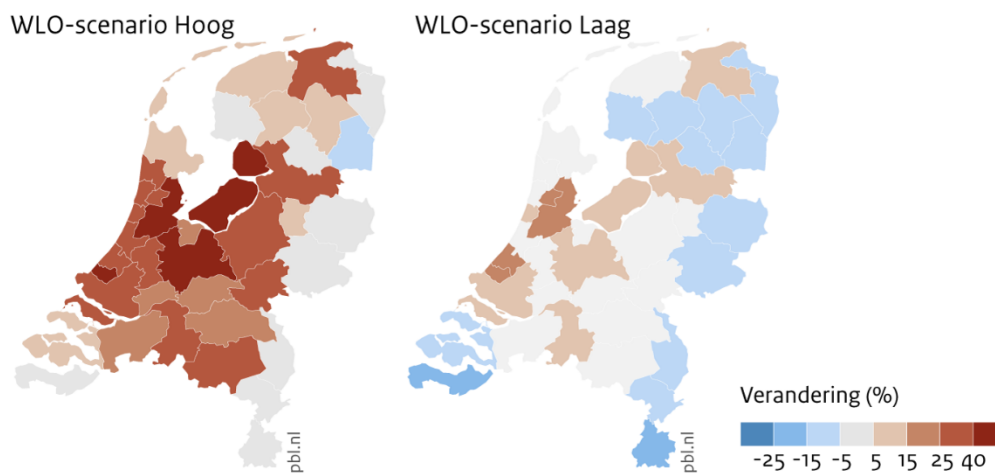 WLO-scenario Hoog
WLO-scenario Laag
pbl.nl
pbl.nl
Verandering (%)
-25 -15 -5 5 15 25 40